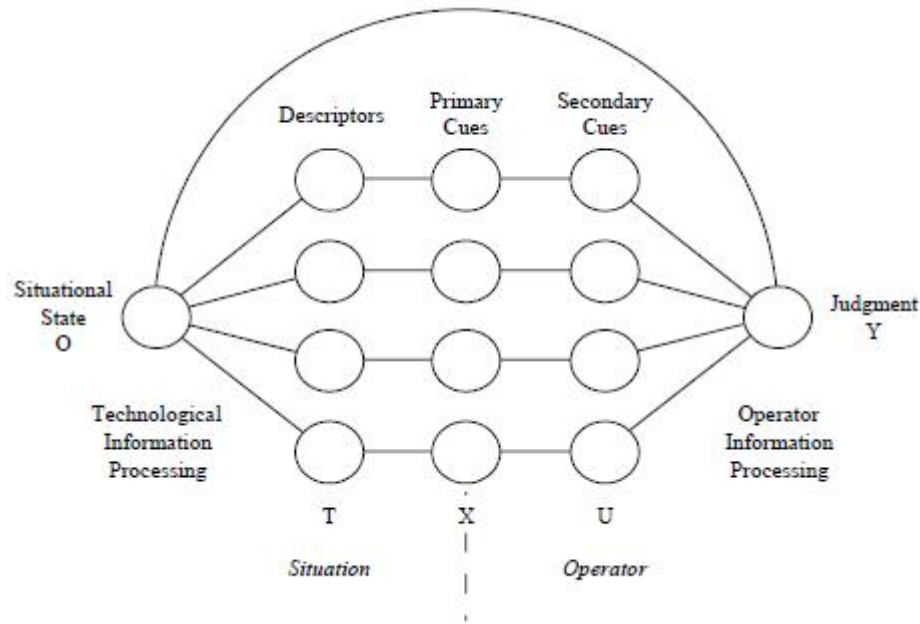 Descriptors
Primary
Cues
Secondary
Cues
Situational
State
O
Judgment
Y
Technological
Information
Processing
Operator
Information
Processing
T
X
U
Situation
Operator